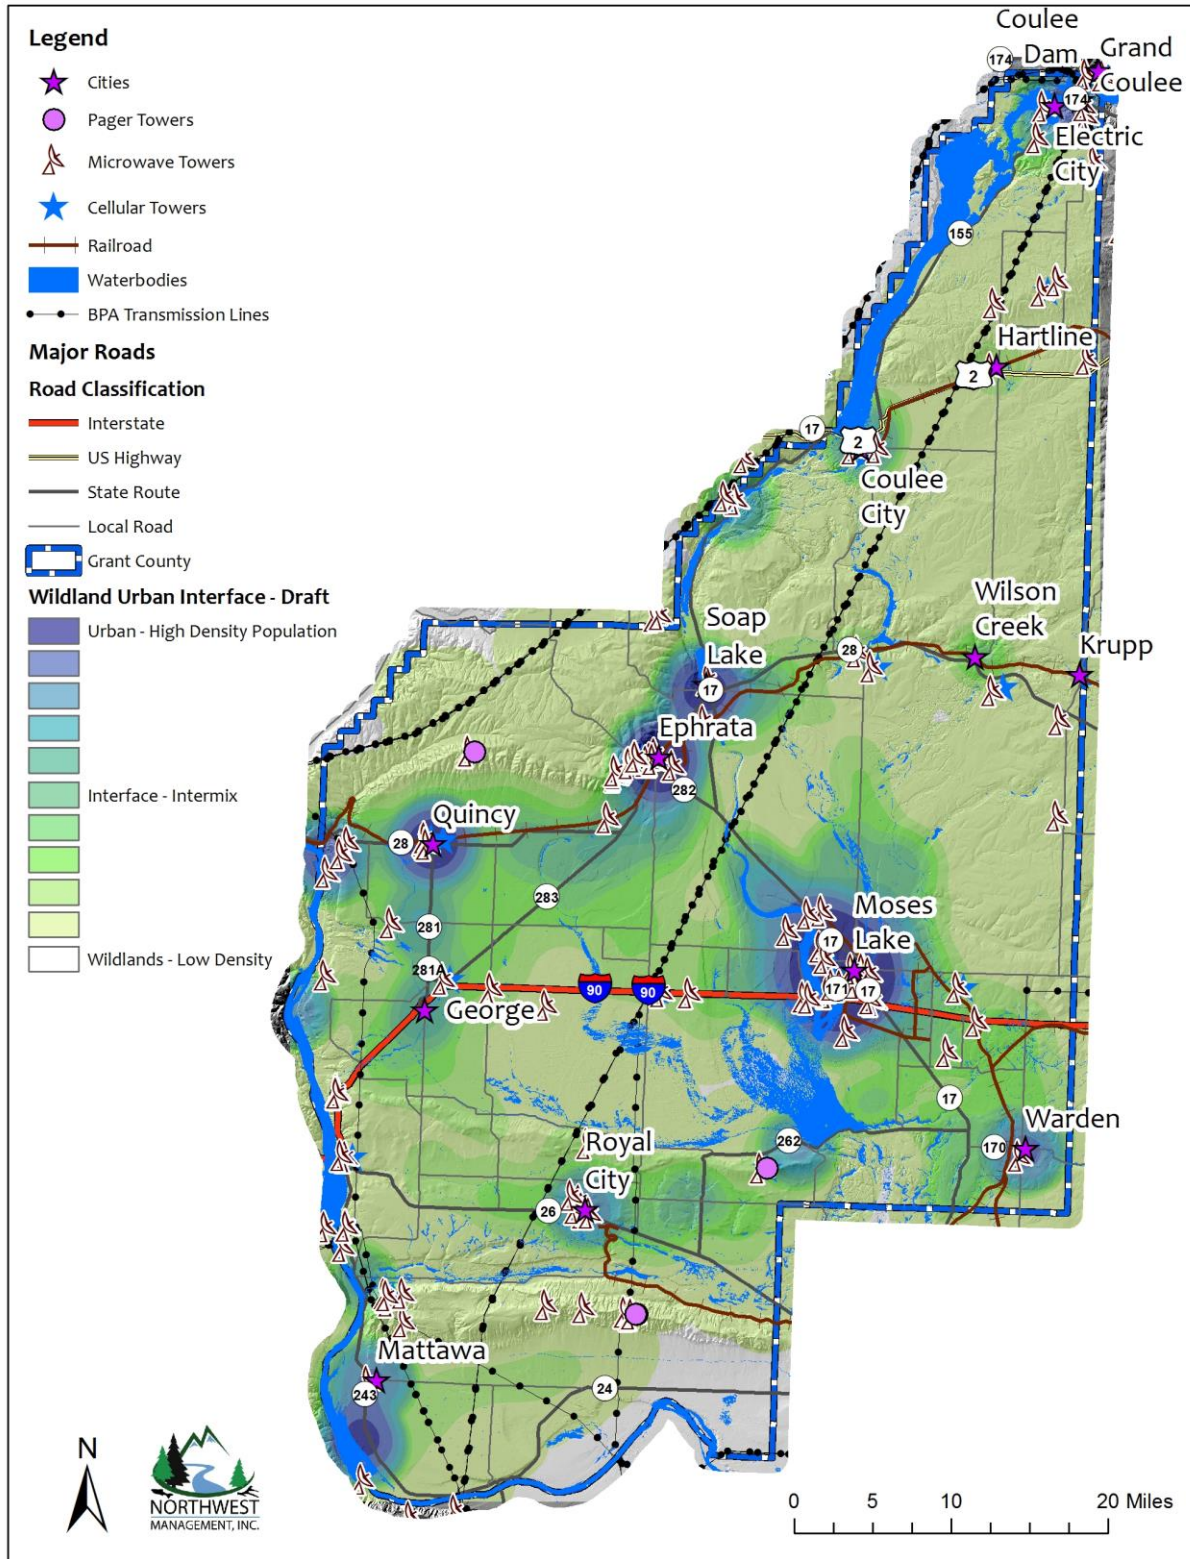 Legend
Cities
Pager Towers
Microwave Towers
Cellular Towers
Railroad
Waterbodies
BPA Transmission Lines
Major Roads
Road Classification
Interstate
US Highway
State Route
Local Road
Grant County
Wildland Urban Interface - Draft
Urban - High Density Population
Interface - Intermix
Wildlands - Low Density
Coulee
Dam
174
Grand
Coulee
174
Electric
City
155
Hartline
2
17
2
Coulee
City
Wilson
Creek
Krupp
Soap
Lake
28
17
Ephrata
282
Quincy
28
283
281
281A
Moses
Lake
17
171
17
90
90
George
17
Warden
170
262
Royal
City
26
Mattawa
243
24
N
NORTHWEST
MANAGEMENT, INC.
0 5 10 20 Miles